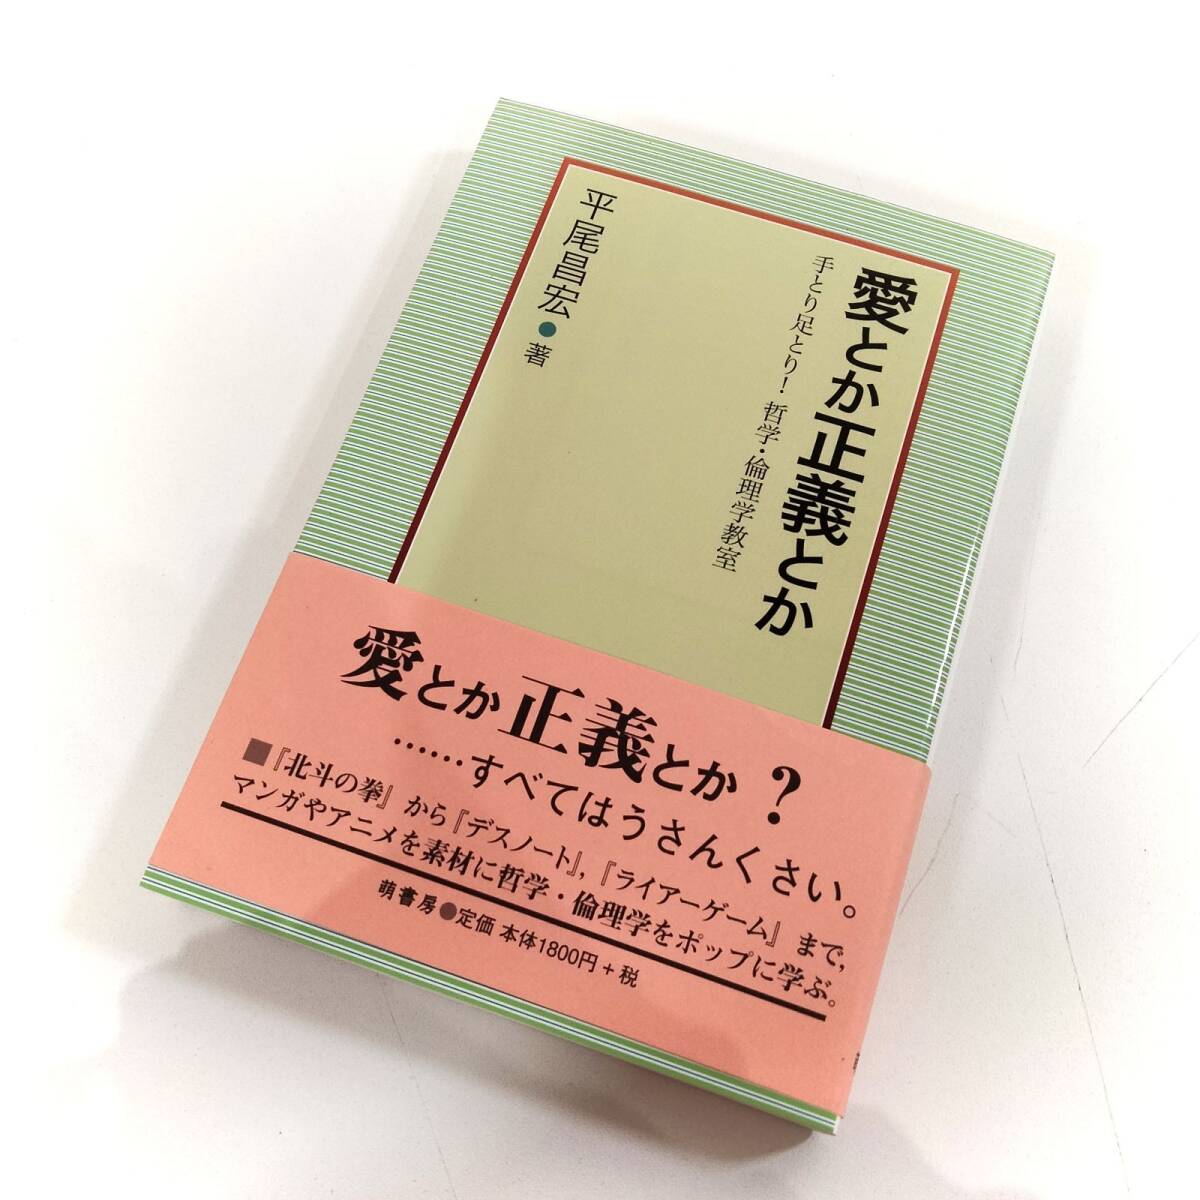 愛とか正義とか
手とり足とり！哲学・倫理学教室
平尾昌宏●著
愛とか正義とか？
……すべてはうさんくさい。
■『北斗の拳』から『デスノート』，『ライアーゲーム』まで，
マンガやアニメを素材に哲学・倫理学をポップに学ぶ。
萌書房●定価 本体1800円＋税